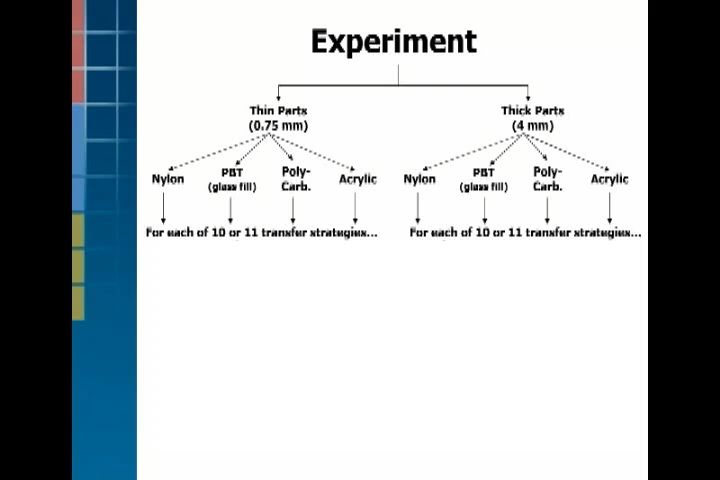 Experiment
Thin Parts
(0.75 mm)
Thick Parts
(4 mm)
Nylon
PBT
(glass fill)
Poly-
Carb.
Acrylic
Nylon
PBT
(glass fill)
Poly-
Carb.
Acrylic
For each of 10 or 11 transfer strategies...
For each of 10 or 11 transfer strategies...